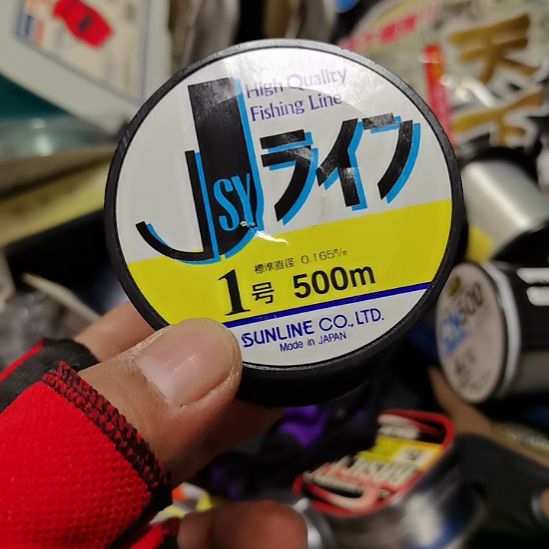 High Quality
Fishing Line
J SY ライン
標準直径 0.165㎜
1号 500m
SUNLINE CO., LTD.
Made in JAPAN
天